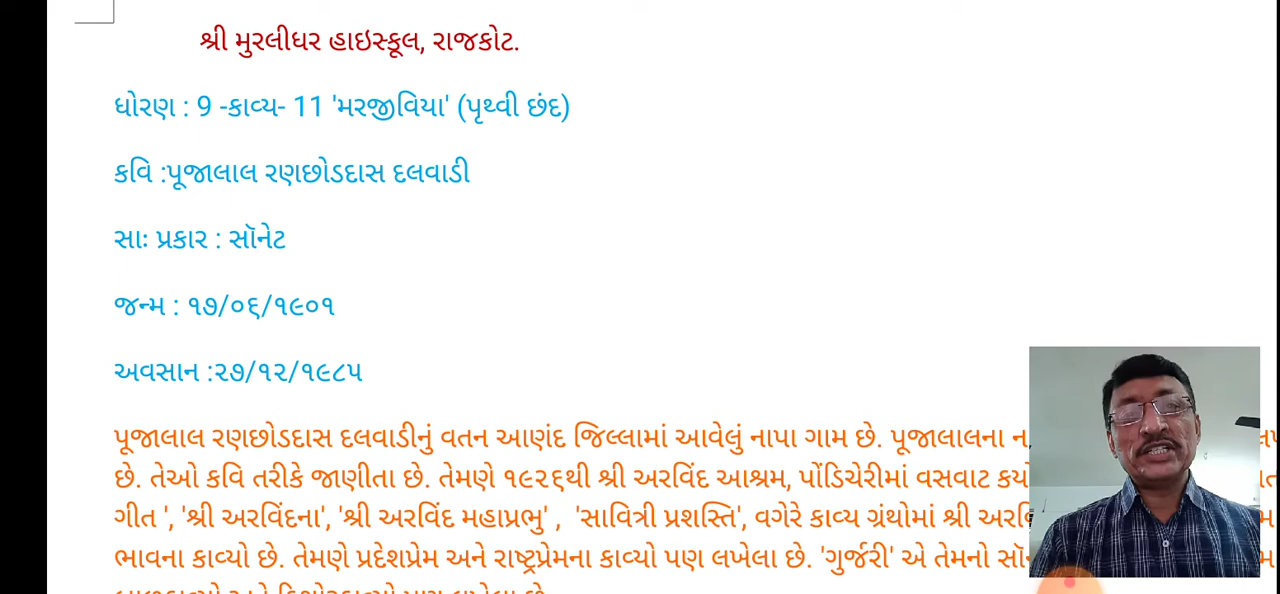 શ્રી મુરલીધર હાઇસ્કૂલ, રાજકોટ.
ધોરણ : 9 -કાવ્ય- 11 'મરજીવિયા' (પૃથ્વી છંદ)
કવિ :પૂજાલાલ રણછોડદાસ દલવાડી
સાઃ પ્રકાર : સૉનેટ
જન્મ : ૧૭/૦૬/૧૯૦૧
અવસાન :૨૭/૧૨/૧૯૮૫
પૂજાલાલ રણછોડદાસ દલવાડીનું વતન આણંદ જિલ્લામાં આવેલું નાપા ગામ છે. પૂજાલાલના
છે. તેઓ કવિ તરીકે જાણીતા છે. તેમણે ૧૯૨૬થી શ્રી અરવિંદ આશ્રમ, પોંડિચેરીમાં વસવાટ
ગીત ', 'શ્રી અરવિંદના', 'શ્રી અરવિંદ મહાપ્રભુ' , 'સાવિત્રી પ્રશસ્તિ', વગેરે કાવ્ય ગ્રંથોમાં શ્રી
ભાવના કાવ્યો છે. તેમણે પ્રદેશપ્રેમ અને રાષ્ટ્રપ્રેમના કાવ્યો પણ લખેલા છે. 'ગુર્જરી' એ તેમનો